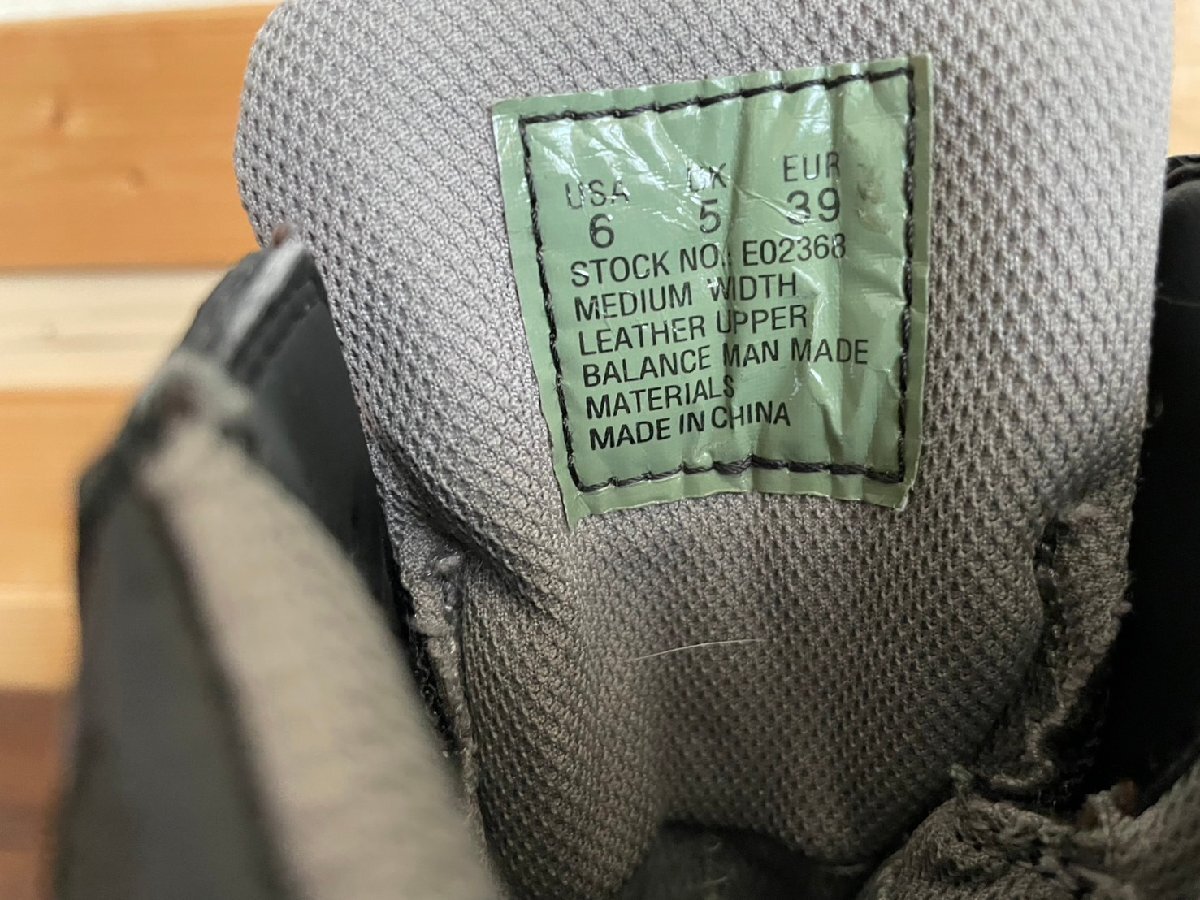 USA UK EUR
6 5 39
STOCK NO. E02368
MEDIUM WIDTH
LEATHER UPPER
BALANCE MAN MADE
MATERIALS
MADE IN CHINA